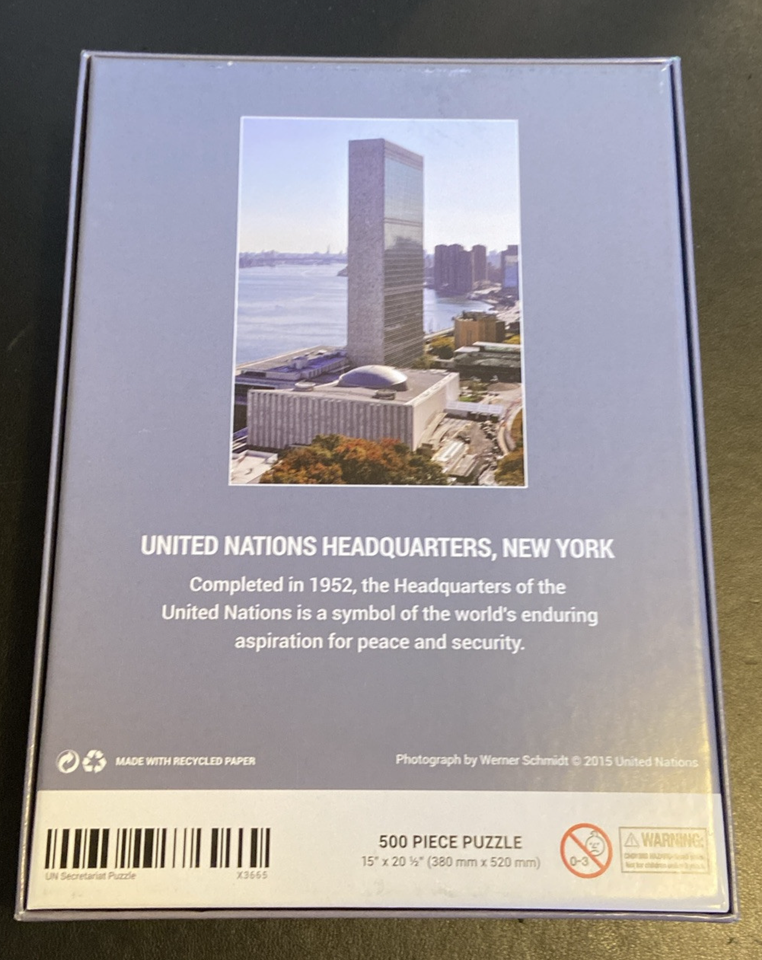 UNITED NATIONS HEADQUARTERS, NEW YORK
Completed in 1952, the Headquarters of the
United Nations is a symbol of the world's enduring
aspiration for peace and security.
MADE WITH RECYCLED PAPER
Photograph by Werner Schmidt © 2015 United Nations
500 PIECE PUZZLE
15" x 20 ½" (380 mm x 520 mm)
0-3
WARNING:
CHOKING HAZARD
UN Secretariat Puzzle
X3665